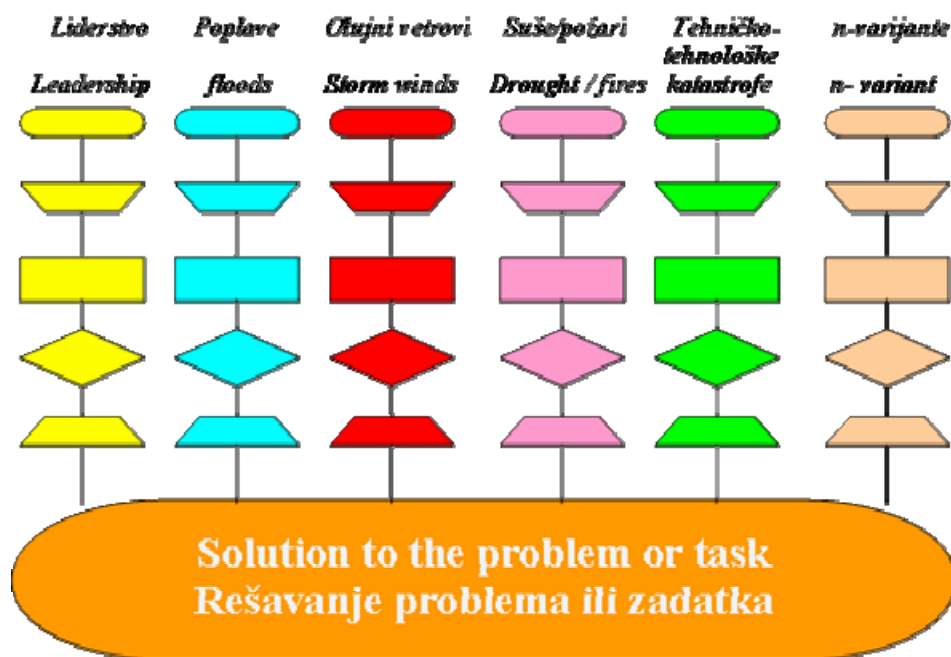 Liderstvo
Leadership
Poplave
floods
Olujni vetrovi
Storm winds
Suše/požari
Drought / fires
Tehničko-
tehnološke
katastrofe
n-varijante
n- variant
Solution to the problem or task
Rešavanje problema ili zadatka